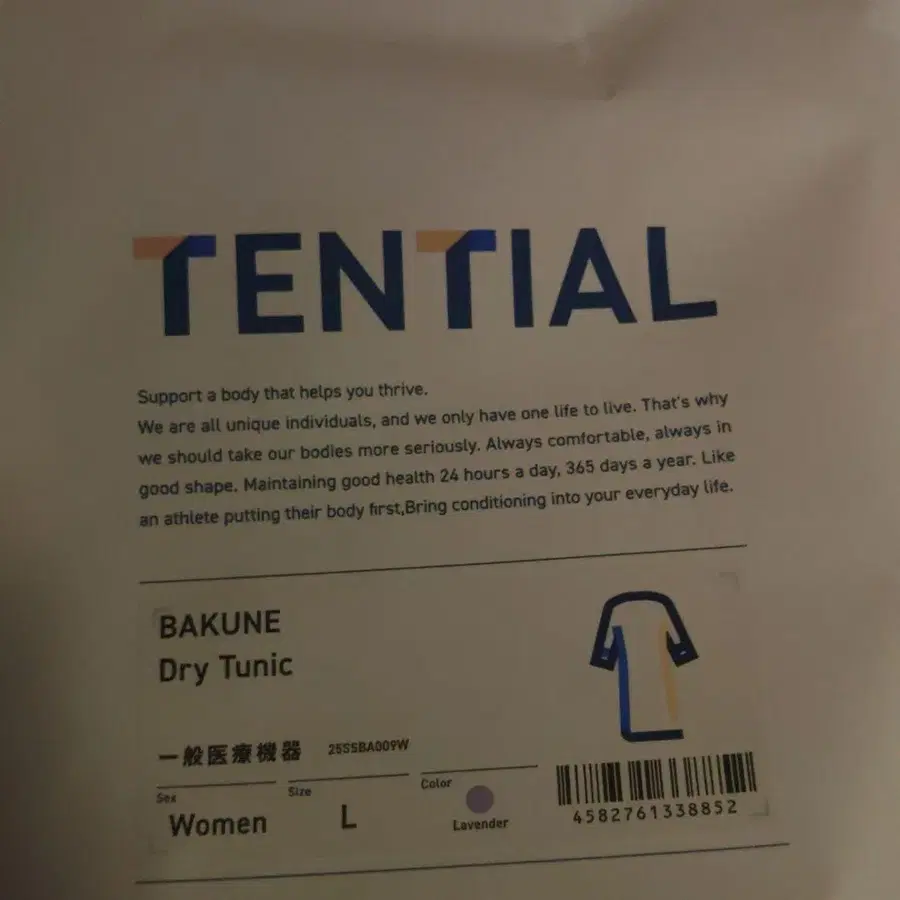 TENTIAL
Support a body that helps you thrive.
We are all unique individuals, and we only have one life to live. That's why
we should take our bodies more seriously. Always comfortable, always in
good shape. Maintaining good health 24 hours a day, 365 days a year. Like
an athlete putting their body first,Bring conditioning into your everyday life.
BAKUNE
Dry Tunic
一般医療機器 25SSBA009W
Sex
Women
Size
L
Color
Lavender
4582761338852